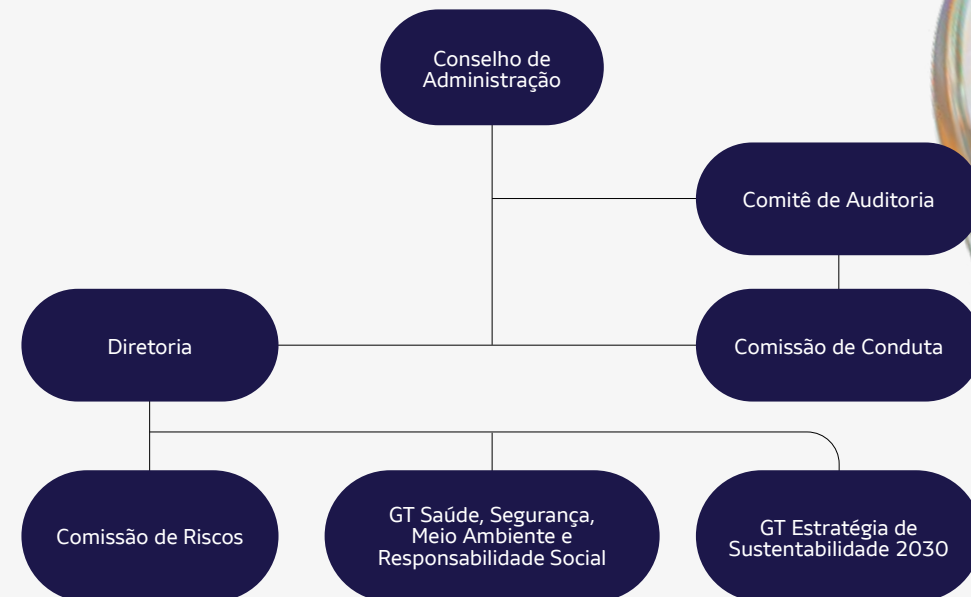 Conselho de
Administração
Comitê de Auditoria
Diretoria
Comissão de Conduta
Comissão de Riscos
GT Saúde, Segurança,
Meio Ambiente e
Responsabilidade Social
GT Estratégia de
Sustentabilidade 2030